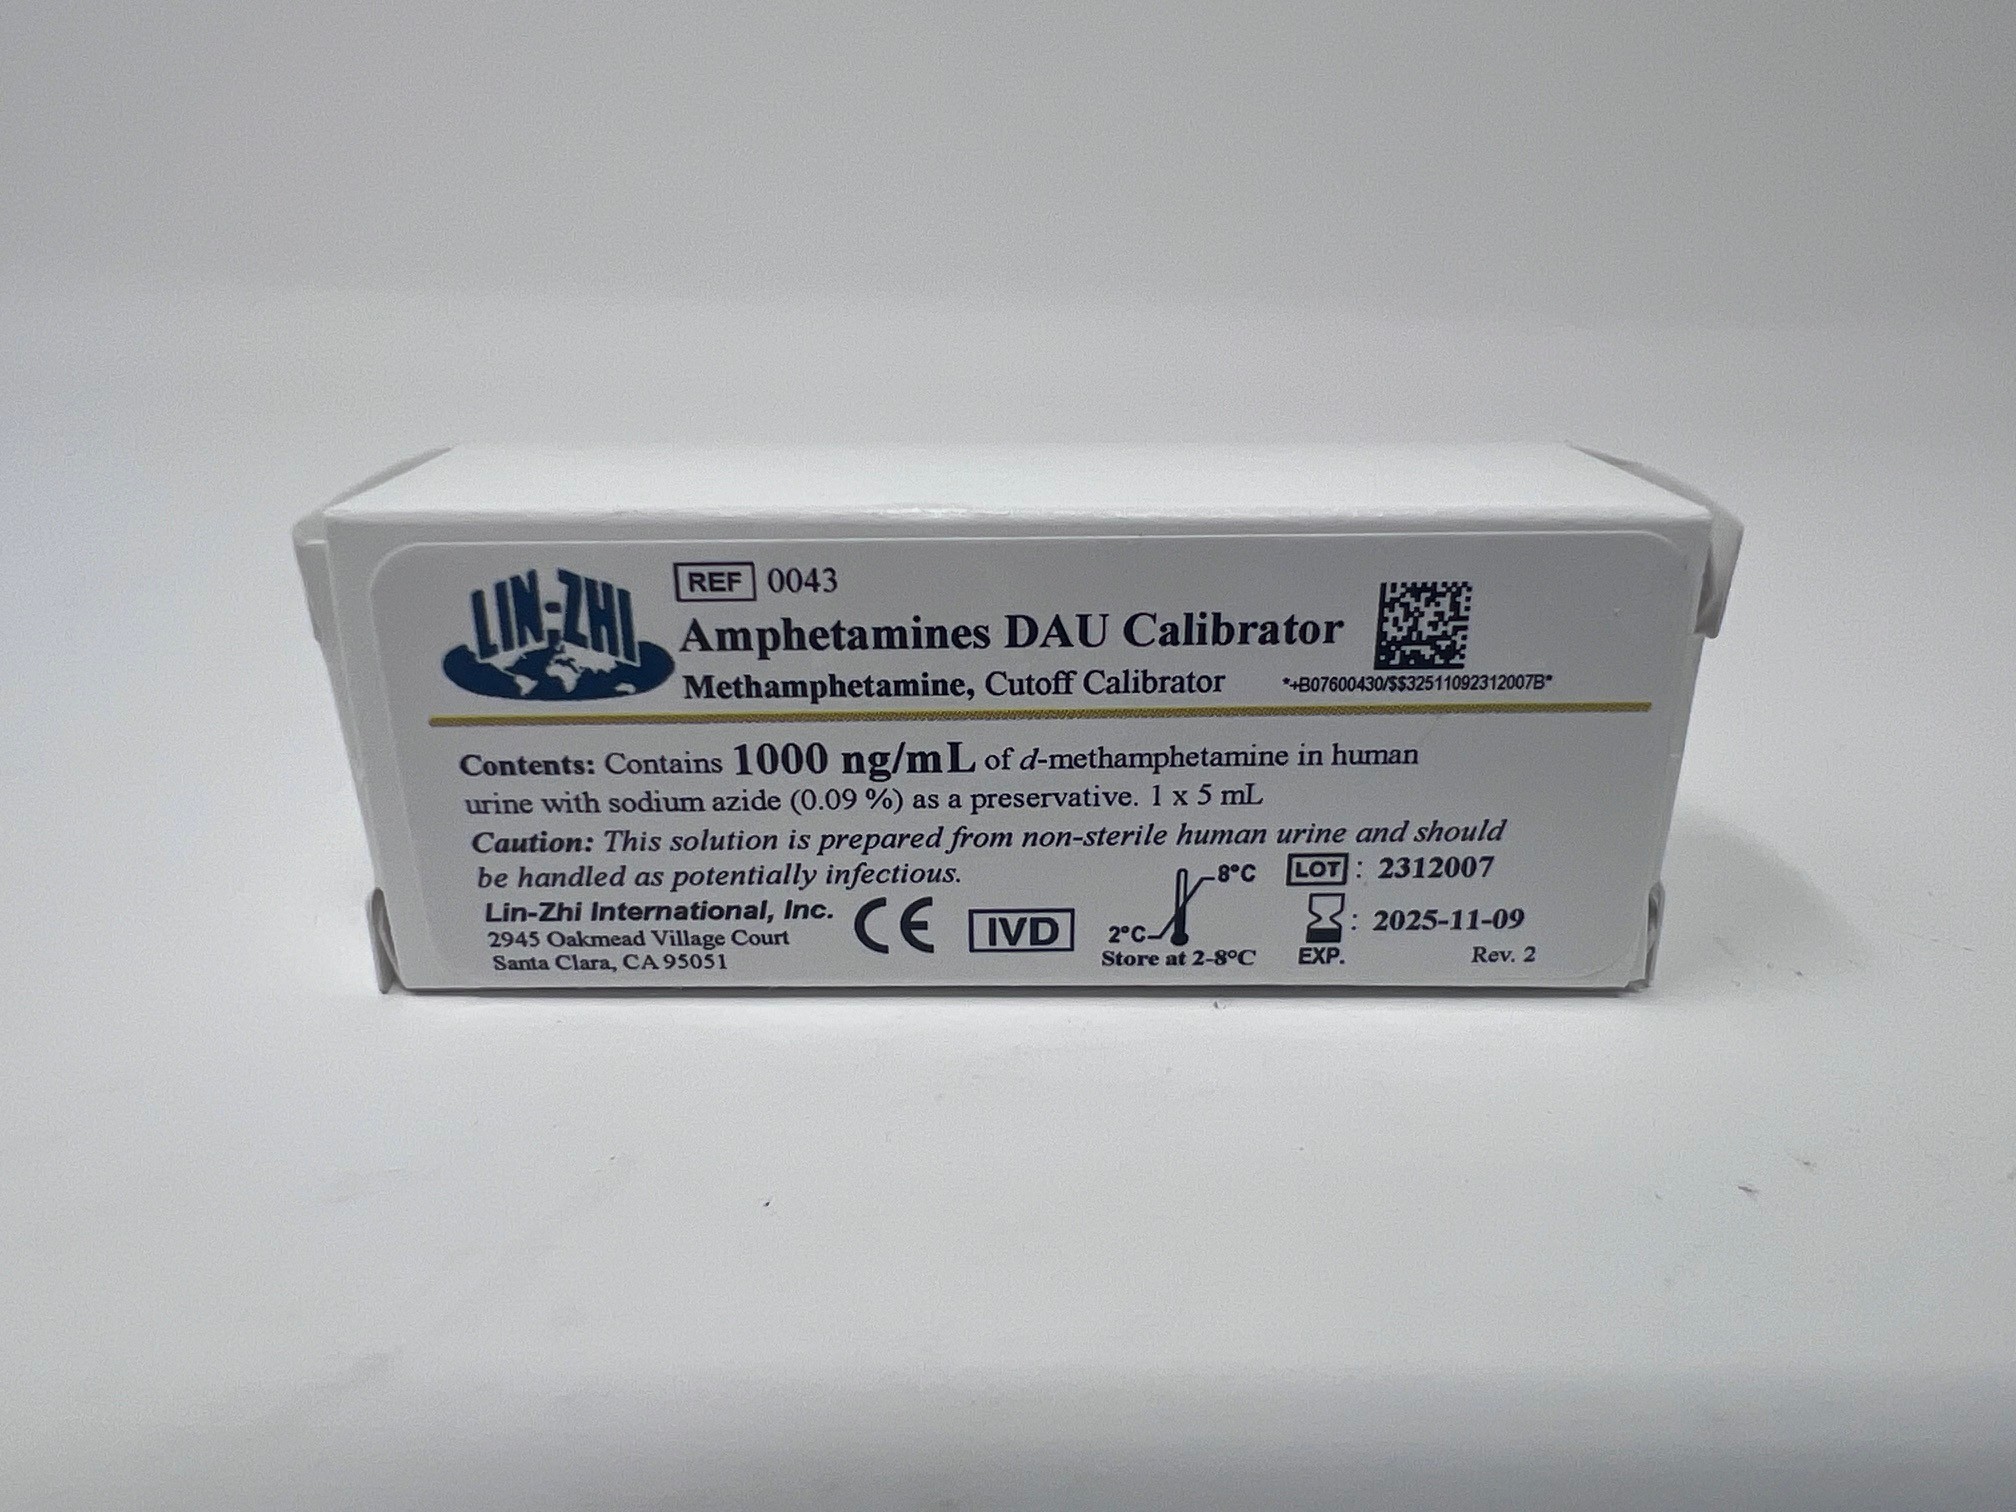 LIN-ZHI
REF 0043
Amphetamines DAU Calibrator
Methamphetamine, Cutoff Calibrator
*+B07600430/$$32511092312007B*
Contents: Contains 1000 ng/mL of d-methamphetamine in human
urine with sodium azide (0.09 %) as a preservative. 1 x 5 mL
Caution: This solution is prepared from non-sterile human urine and should
be handled as potentially infectious.
Lin-Zhi International, Inc.
2945 Oakmead Village Court
Santa Clara, CA 95051
CE
IVD
8°C
2°C
Store at 2-8°C
LOT : 2312007
: 2025-11-09
EXP.
Rev. 2